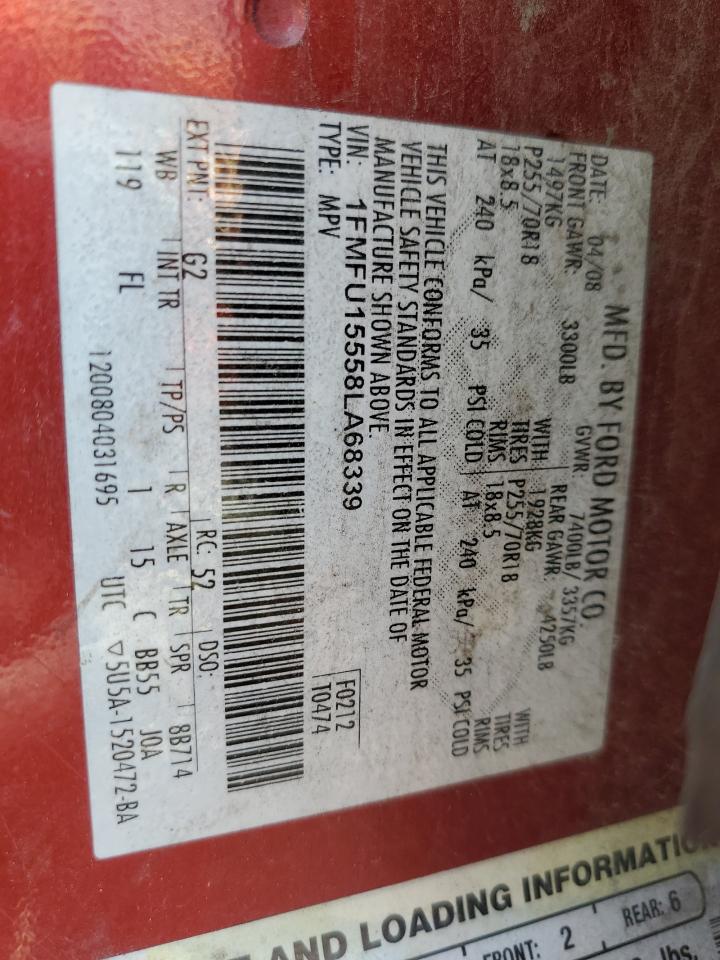 MFD. BY FORD MOTOR CO.
DATE: 04/08 GVWR: 7400LB/ 3357KG
FRONT GAWR: 3300LB REAR GAWR: 4250LB
1497KG WITH 1928KG WITH
P255/70R18 TIRES P255/70R18 TIRES
18x8.5 RIMS 18x8.5 RIMS
AT 240 kPa/ 35 PSI COLD AT 240 kPa/ 35 PSI COLD
THIS VEHICLE CONFORMS TO ALL APPLICABLE FEDERAL MOTOR
VEHICLE SAFETY STANDARDS IN EFFECT ON THE DATE OF
MANUFACTURE SHOWN ABOVE.
VIN: 1FMFU15558LA68339 F0212
TYPE: MPV T0474
EXT PNT: G2 RC: 52 DSO:
WB INT TR TP/PS R AXLE TR SPR 8B714
119 FL 1 15 C BB55 JOA
1200804031695 UTC ▽5U5A-1520472-BA
AND LOADING INFORMATIO
FRONT: 2 REAR: 6
lbs.